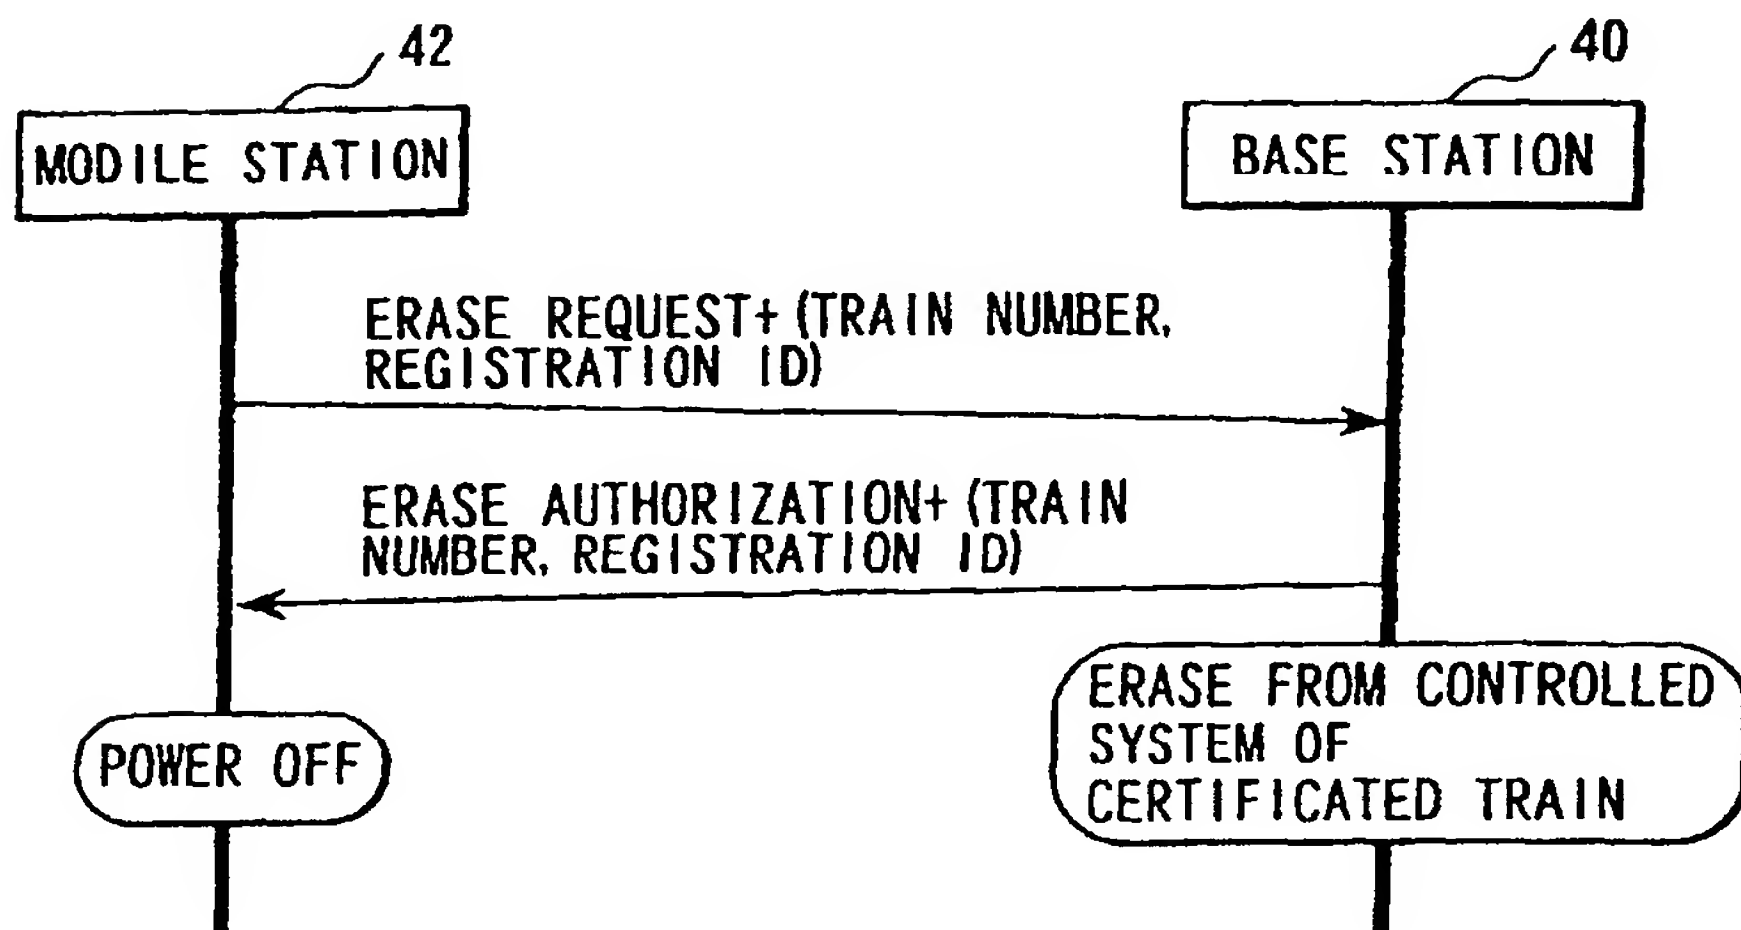 42
40
MODILE STATION
BASE STATION
ERASE REQUEST+(TRAIN NUMBER,
REGISTRATION ID)
ERASE AUTHORIZATION+(TRAIN
NUMBER, REGISTRATION ID)
ERASE FROM CONTROLLED
SYSTEM OF
CERTIFICATED TRAIN
POWER OFF